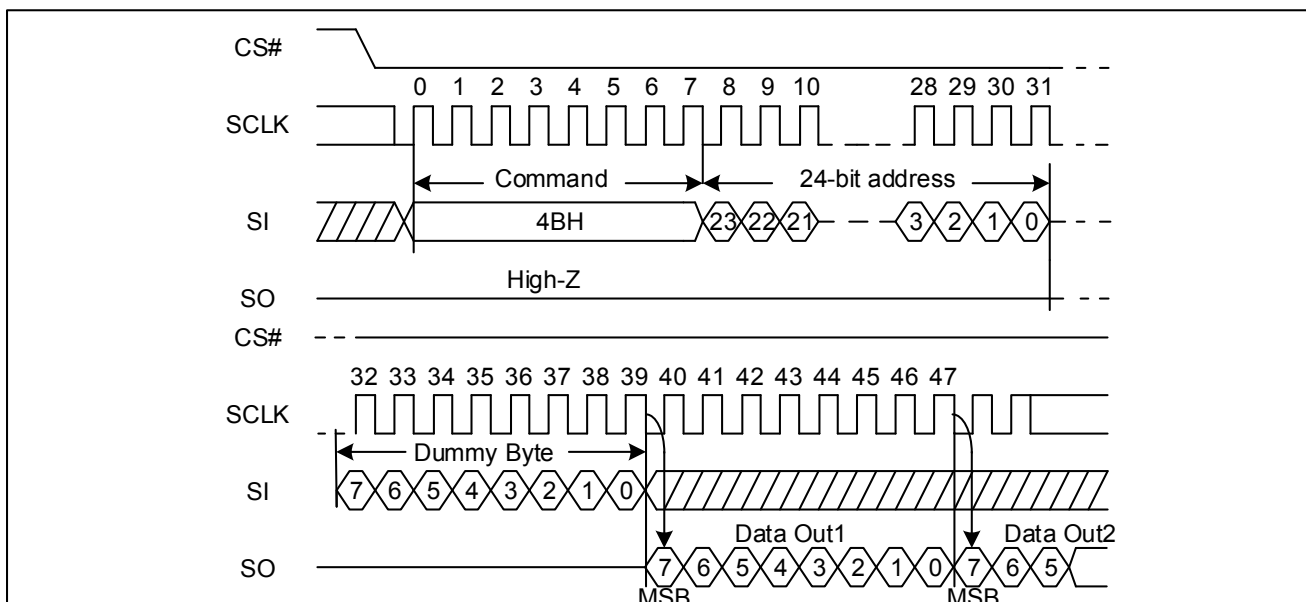 CS#
0 1 2 3 4 5 6 7 8 9 10 28 29 30 31
SCLK
Command 24-bit address
SI 4BH 23 22 21 3 2 1 0
High-Z
SO
CS#
32 33 34 35 36 37 38 39 40 41 42 43 44 45 46 47
SCLK
Dummy Byte
SI 7 6 5 4 3 2 1 0
Data Out1 Data Out2
SO 7 6 5 4 3 2 1 0 7 6 5
MSB MSB